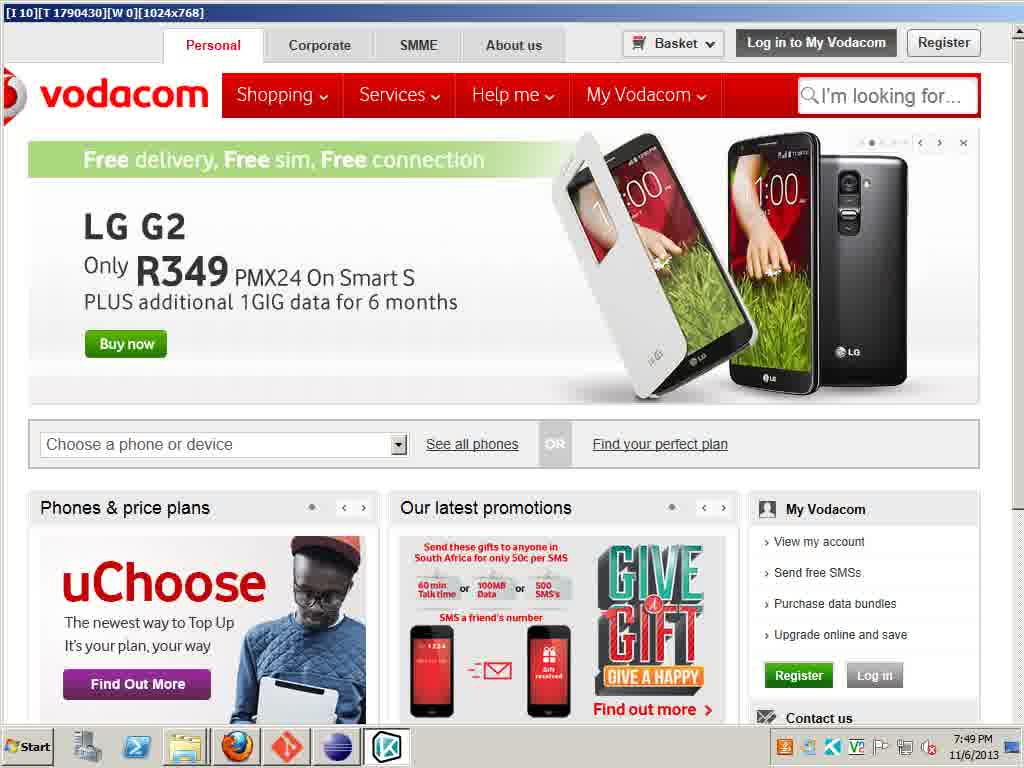 [I 10][T 1790430][W 0][1024x768]
Personal
Corporate
SMME
About us
Basket
Log in to My Vodacom
Register
vodacom
Shopping
Services
Help me
My Vodacom
I'm looking for...
Free delivery, Free sim, Free connection
LG G2
Only R349 PMX24 On Smart S
PLUS additional 1GIG data for 6 months
Buy now
1:00
LG
LG
Choose a phone or device
See all phones
OR
Find your perfect plan
Phones & price plans
uChoose
The newest way to Top Up
It's your plan, your way
Find Out More
Our latest promotions
Send these gifts to anyone in
South Africa for only 50c per SMS
60 min Talk time or 100MB Data or 500 SMS's
SMS a friend's number
1234
Gift received
GIVE
a
GIFT
GIVE A HAPPY
Find out more
My Vodacom
View my account
Send free SMSs
Purchase data bundles
Upgrade online and save
Register
Log in
Contact us
Start
7:49 PM
11/6/2013